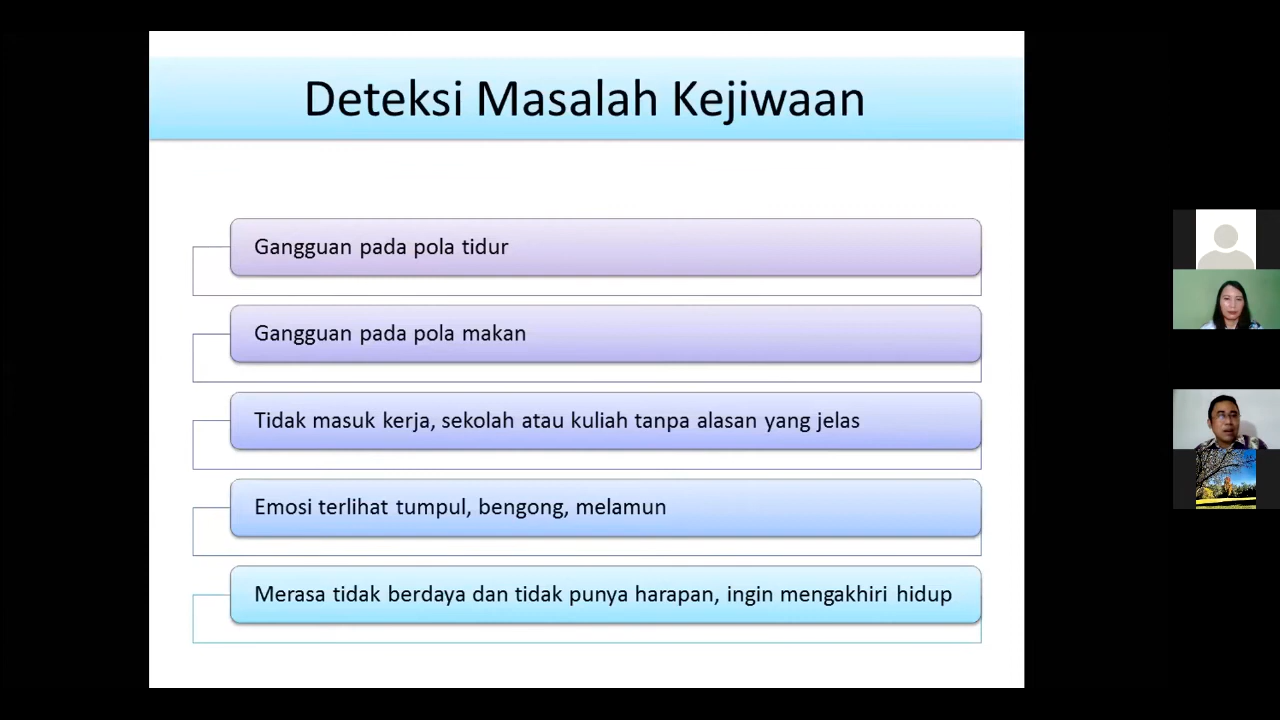 Deteksi Masalah Kejiwaan
Gangguan pada pola tidur
Gangguan pada pola makan
Tidak masuk kerja, sekolah atau kuliah tanpa alasan yang jelas
Emosi terlihat tumpul, bengong, melamun
Merasa tidak berdaya dan tidak punya harapan, ingin mengakhiri hidup